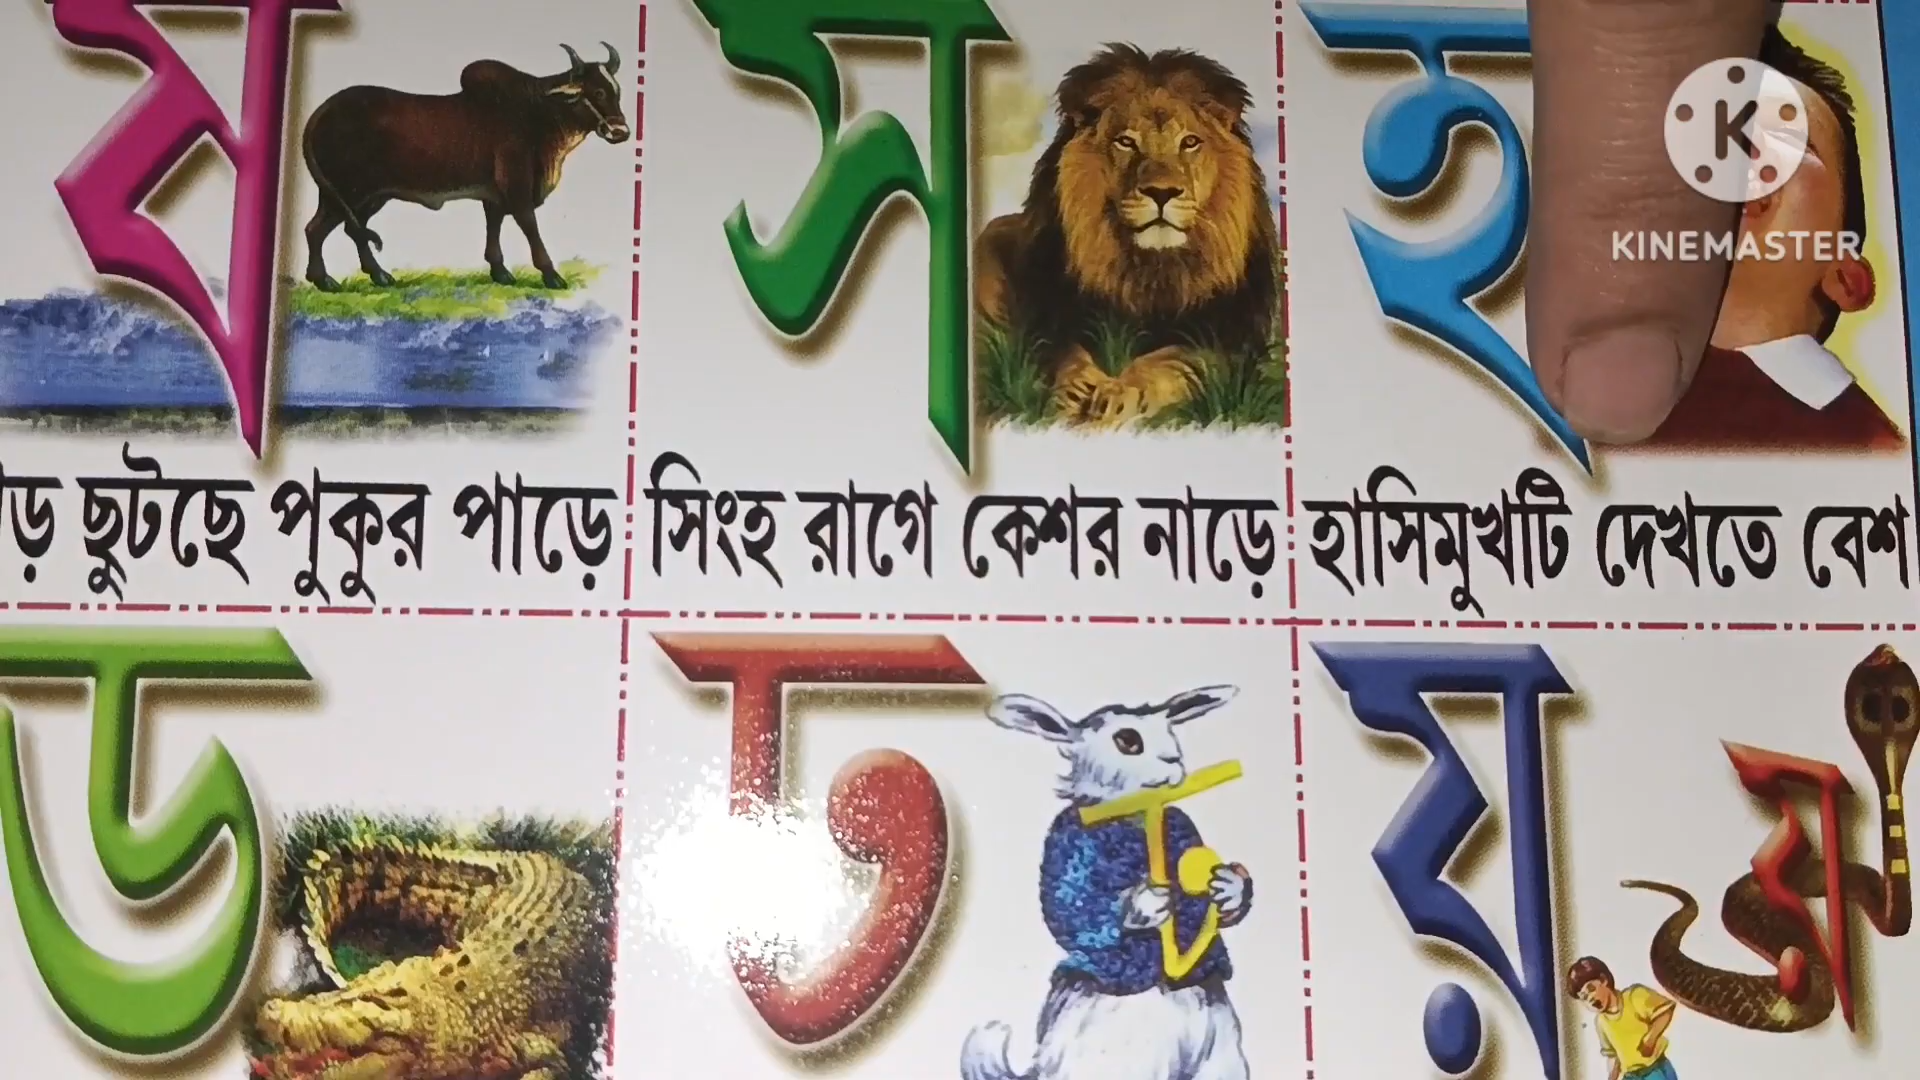 ষ স হ
KINEMASTER
ছুটছে পুকুর পাড়ে
সিংহ রাগে কেশর নাড়ে
হাসিমুখটি দেখতে বেশ
ড ঢ য়